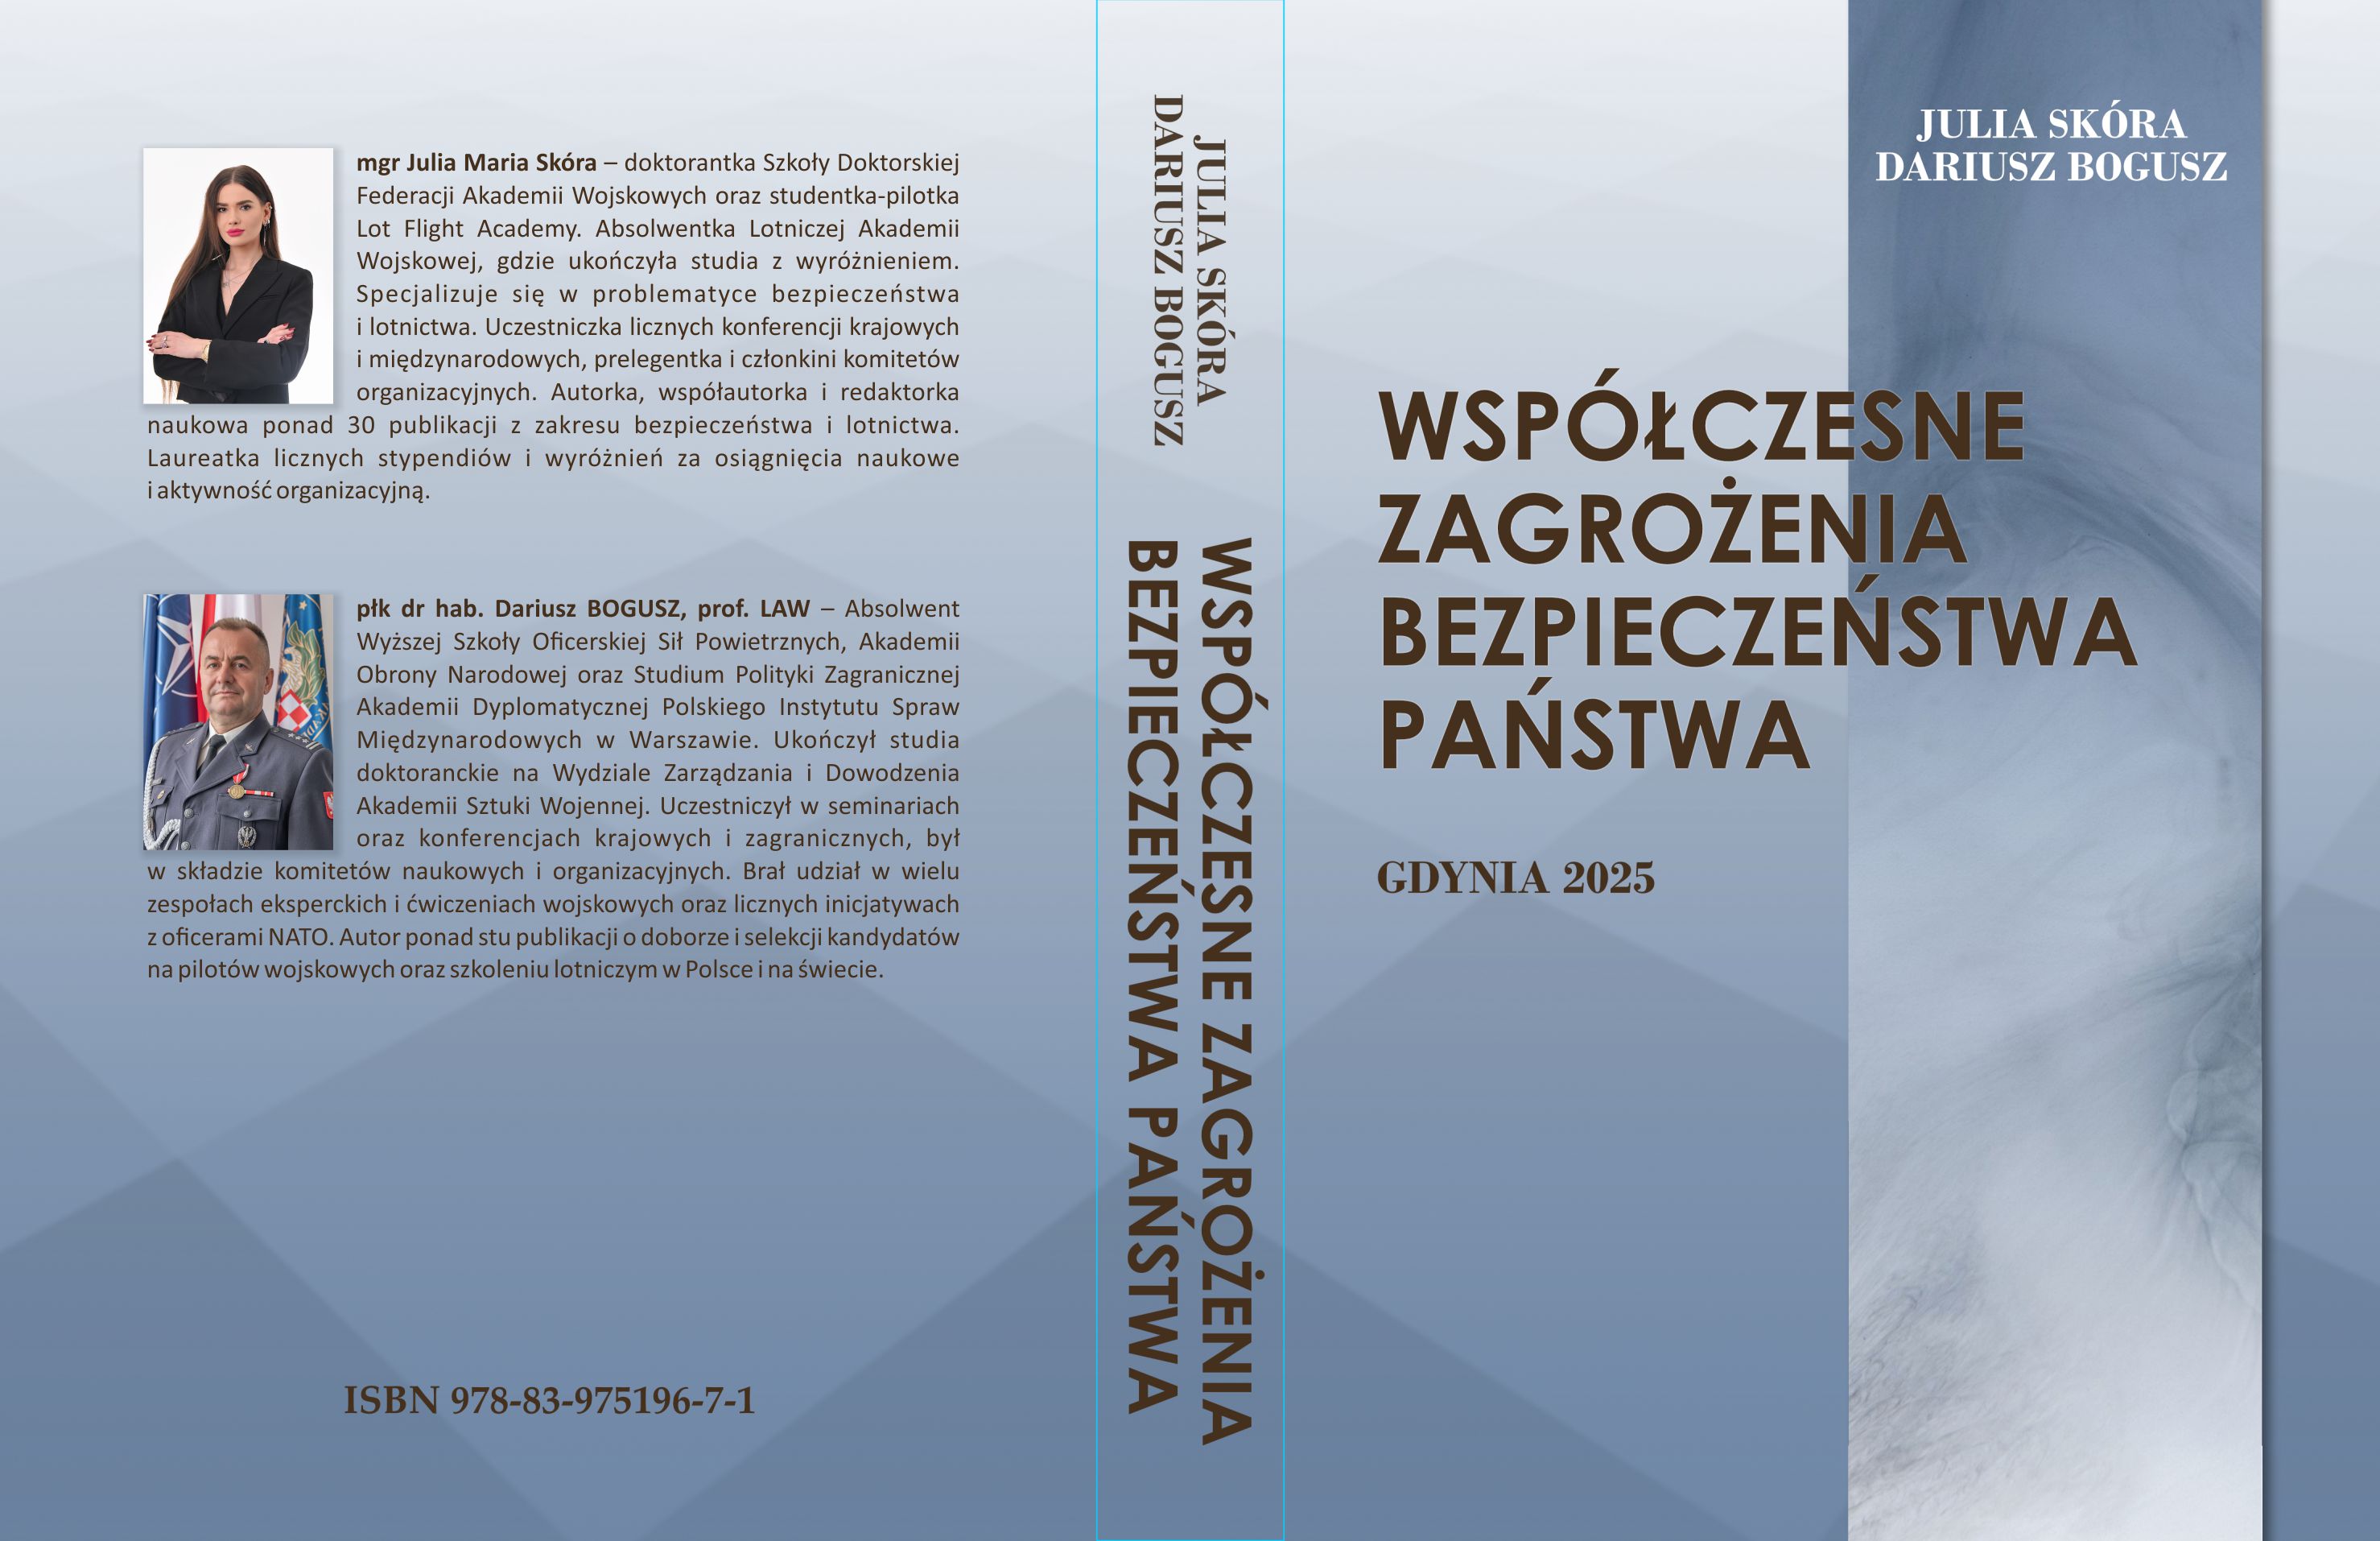 mgr Julia Maria Skóra – doktorantka Szkoły Doktorskiej
Federacji Akademii Wojskowych oraz studentka-pilotka
Lot Flight Academy. Absolwentka Lotniczej Akademii
Wojskowej, gdzie ukończyła studia z wyróżnieniem.
Specjalizuje się w problematyce bezpieczeństwa
i lotnictwa. Uczestniczka licznych konferencji krajowych
i międzynarodowych, prelegentka i członkini komitetów
organizacyjnych. Autorka, współautorka i redaktorka
naukowa ponad 30 publikacji z zakresu bezpieczeństwa i lotnictwa.
Laureatka licznych stypendiów i wyróżnień za osiągnięcia naukowe
i aktywność organizacyjną.
płk dr hab. Dariusz BOGUSZ, prof. LAW – Absolwent
Wyższej Szkoły Oficerskiej Sił Powietrznych, Akademii
Obrony Narodowej oraz Studium Polityki Zagranicznej
Akademii Dyplomatycznej Polskiego Instytutu Spraw
Międzynarodowych w Warszawie. Ukończył studia
doktoranckie na Wydziale Zarządzania i Dowodzenia
Akademii Sztuki Wojennej. Uczestniczył w seminariach
oraz konferencjach krajowych i zagranicznych, był
w składzie komitetów naukowych i organizacyjnych. Brał udział w wielu
zespołach eksperckich i ćwiczeniach wojskowych oraz licznych inicjatywach
z oficerami NATO. Autor ponad stu publikacji o doborze i selekcji kandydatów
na pilotów wojskowych oraz szkoleniu lotniczym w Polsce i na świecie.
ISBN 978-83-975196-7-1
JULIA SKÓRA
DARIUSZ BOGUSZ
WSPÓŁCZESNE ZAGROŻENIA
BEZPIECZEŃSTWA PAŃSTWA
JULIA SKÓRA
DARIUSZ BOGUSZ
WSPÓŁCZESNE
ZAGROŻENIA
BEZPIECZEŃSTWA
PAŃSTWA
GDYNIA 2025